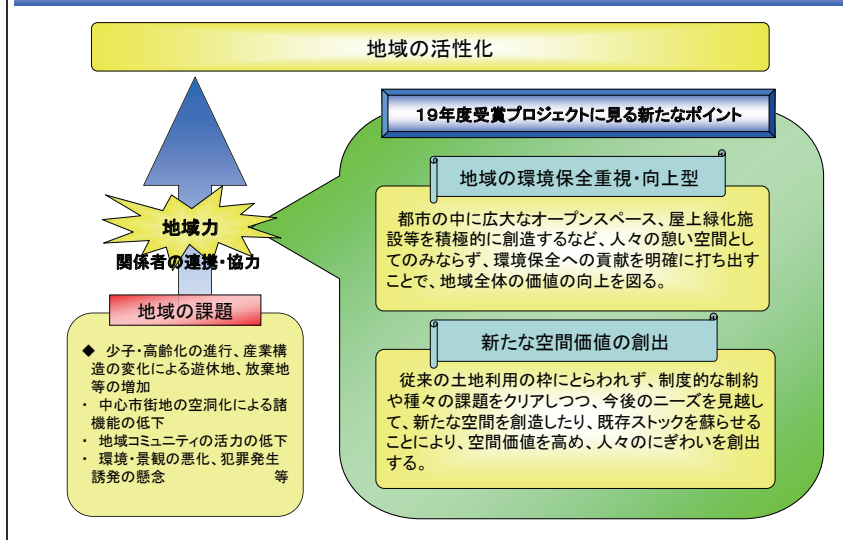 地域の活性化
19年度受賞プロジェクトに見る新たなポイント
地域力
関係者の連携・協力
地域の課題
◆ 少子・高齢化の進行、産業構
造の変化による遊休地、放棄地
等の増加
・ 中心市街地の空洞化による諸
機能の低下
・ 地域コミュニティの活力の低下
・ 環境・景観の悪化、犯罪発生
誘発の懸念 等
地域の環境保全重視・向上型
都市の中に広大なオープンスペース、屋上緑化施
設等を積極的に創造するなど、人々の憩い空間とし
てのみならず、環境保全への貢献を明確に打ち出す
ことで、地域全体の価値の向上を図る。
新たな空間価値の創出
従来の土地利用の枠にとらわれず、制度的な制約
や種々の課題をクリアしつつ、今後のニーズを見越し
て、新たな空間を創造したり、既存ストックを蘇らせる
ことにより、空間価値を高め、人々のにぎわいを創出
する。